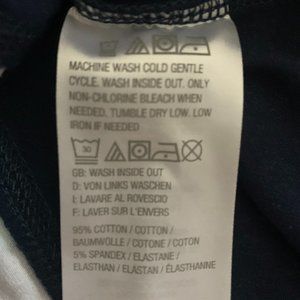 MACHINE WASH COLD GENTLE
CYCLE. WASH INSIDE OUT. ONLY
NON-CHLORINE BLEACH WHEN
NEEDED. TUMBLE DRY LOW. LOW
IRON IF NEEDED
30
GB: WASH INSIDE OUT
D: VON LINKS WASCHEN
I: LAVARE AL ROVESCIO
F: LAVER SUR L'ENVERS
95% COTTON / COTTON /
BAUMWOLLE / COTONE / COTON
5% SPANDEX / ELASTANE /
ELASTHAN / ELASTAN / ÉLASTHANNE